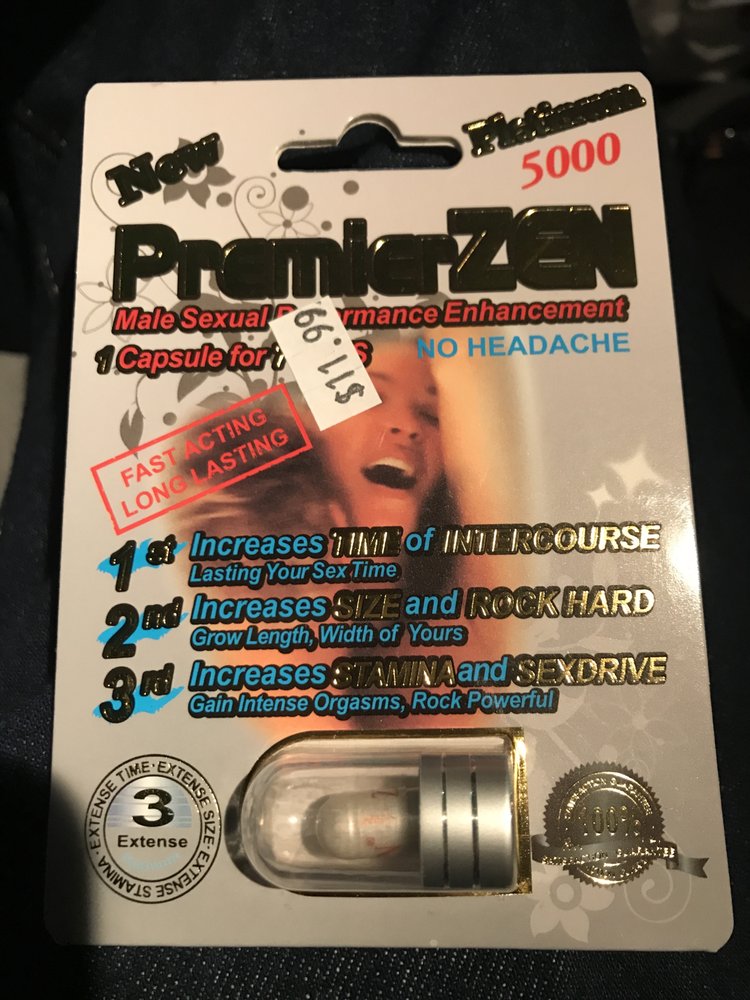 New
Platinum
5000
PremierZEN
Male Sexual Enhancement
$11.99
1 Capsule for
NO HEADACHE
FAST ACTING
LONG LASTING
1st Increases TIME of INTERCOURSE
Lasting Your Sex Time
2nd Increases SIZE and ROCK HARD
Grow Length, Width of Yours
3rd Increases STAMINA and SEXDRIVE
Gain Intense Orgasms, Rock Powerful
EXTENSE TIME · EXTENSE SIZE · EXTENSE STAMINA ·
3
Extense
100%